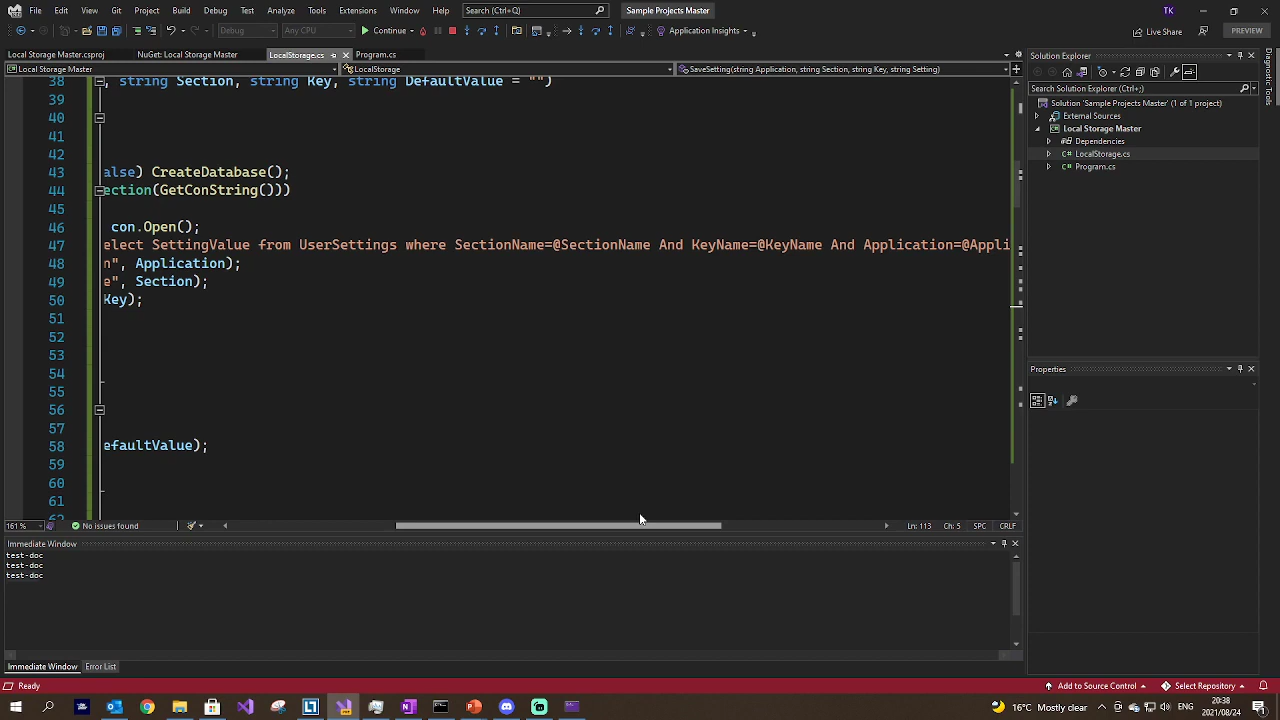 File Edit View Git Project Build Debug Test Analyze Tools Extensions Window Help Search (Ctrl+Q) Sample Projects Master TK
Debug Any CPU Continue Application Insights Live Share PREVIEW
Local Storage Master.csproj NuGet: Local Storage Master LocalStorage.cs Program.cs
Local Storage Master LocalStorage SaveSetting(string Application, string Section, string Key, string Setting)
38 , string Section, string Key, string DefaultValue = "")
39
40
41
42
43 alse) CreateDatabase();
44 ection(GetConString()))
45
46 con.Open();
47 elect SettingValue from UserSettings where SectionName=@SectionName And KeyName=@KeyName And Application=@Appli
48 n", Application);
49 e", Section);
50 Key);
51
52
53
54
55
56
57
58 efaultValue);
59
60
61
62
161 % No issues found Ln: 113 Ch: 5 SPC CRLF
Immediate Window
test-doc
test-doc
test-doc
Immediate Window Error List
Solution Explorer
Search Solution Explorer (Ctrl+;)
Solution 'Sample Projects Master' (1 of 1 project)
External Sources
Local Storage Master
Dependencies
LocalStorage.cs
Program.cs
Properties
Diagnostic Tools
Ready Add to Source Control Select Repository
16°C Mostly clear ENG 20:38
2021/08/24